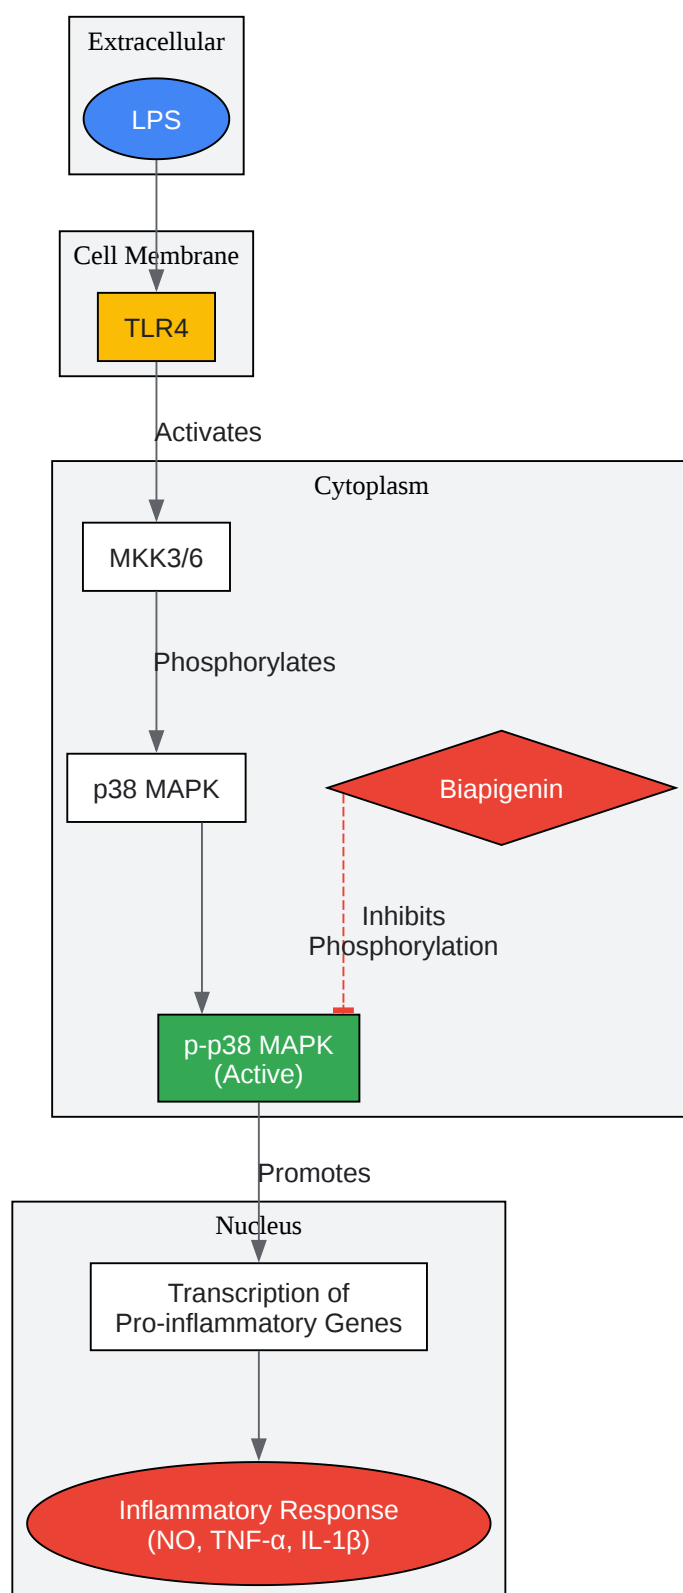 Extracellular
LPS
Cell Membrane
TLR4
Activates
Cytoplasm
MKK3/6
Phosphorylates
p38 MAPK
Biapigenin
Inhibits
Phosphorylation
p-p38 MAPK
(Active)
Promotes
Nucleus
Transcription of
Pro-inflammatory Genes
Inflammatory Response
(NO, TNF-α, IL-1β)